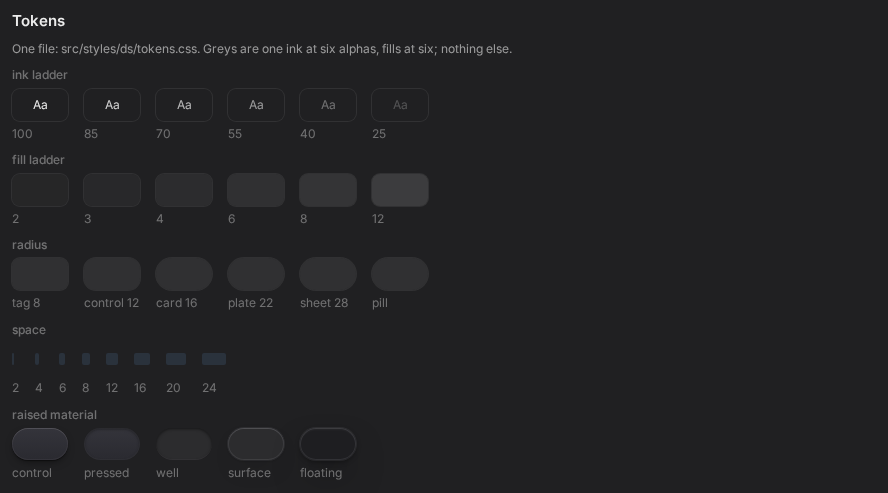 Tokens
One file: src/styles/ds/tokens.css. Greys are one ink at six alphas, fills at six; nothing else.
ink ladder
Aa Aa Aa Aa Aa Aa
100 85 70 55 40 25
fill ladder
2 3 4 6 8 12
radius
tag 8 control 12 card 16 plate 22 sheet 28 pill
space
2 4 6 8 12 16 20 24
raised material
control pressed well surface floating